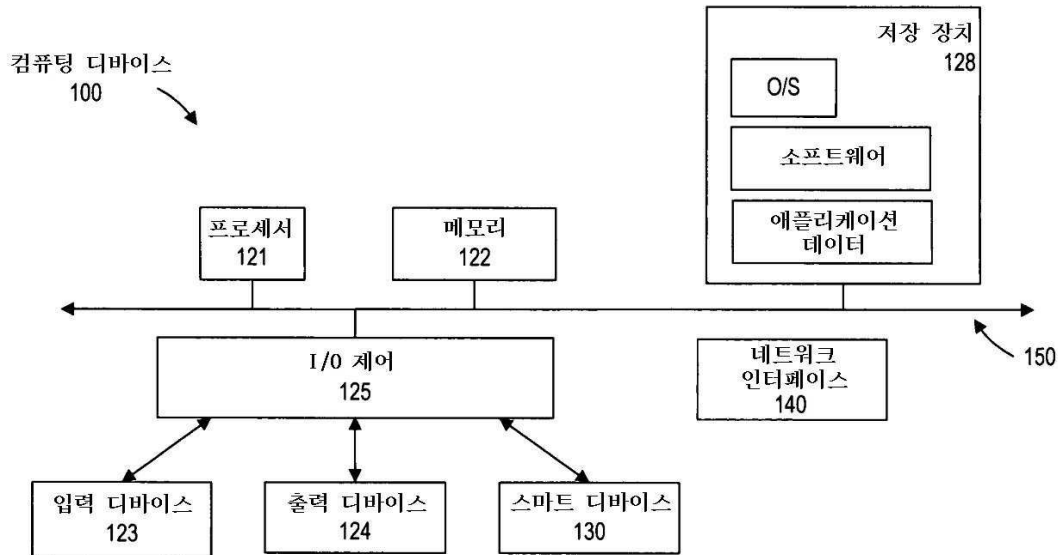 컴퓨팅 디바이스
100
저장 장치
128
O/S
소프트웨어
애플리케이션
데이터
프로세서
121
메모리
122
I/O 제어
125
네트워크
인터페이스
140
150
입력 디바이스
123
출력 디바이스
124
스마트 디바이스
130